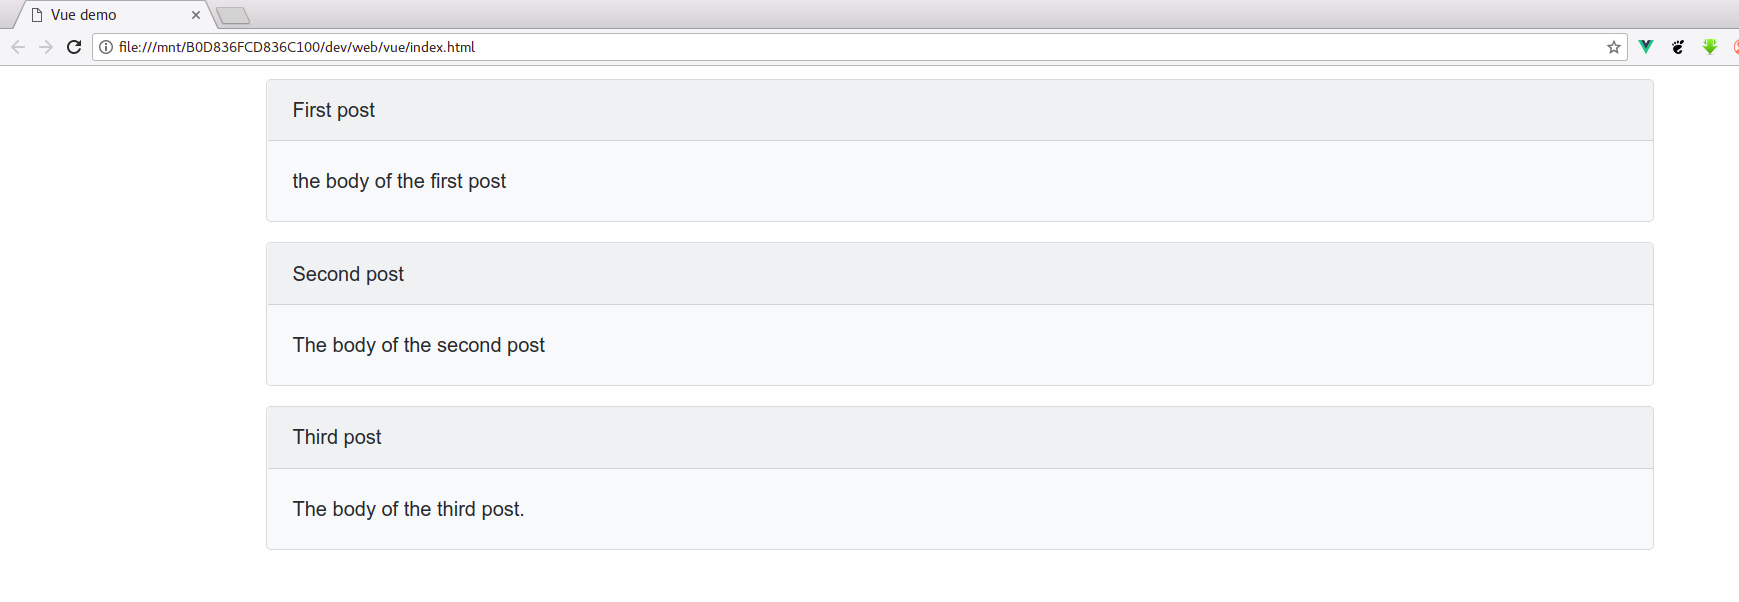 Vue demo
file:///mnt/B0D836FCD836C100/dev/web/vue/index.html
First post
the body of the first post
Second post
The body of the second post
Third post
The body of the third post.